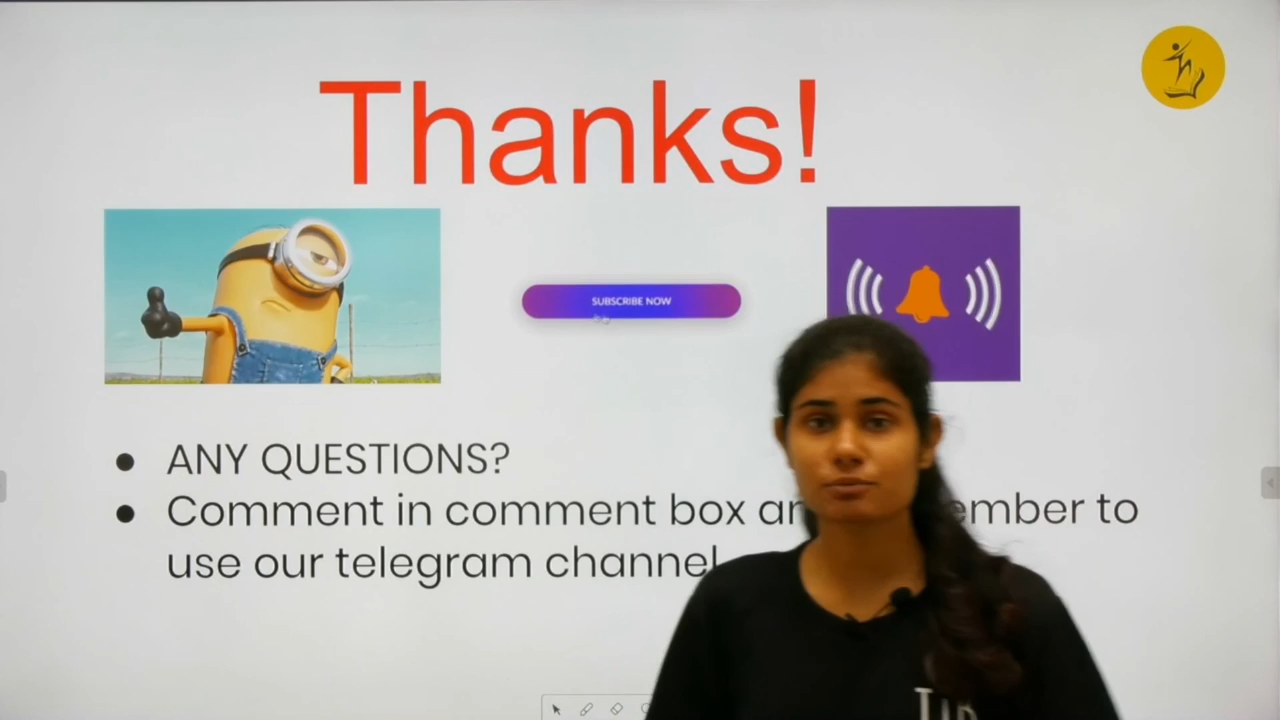 Thanks!
SUBSCRIBE NOW
● ANY QUESTIONS?
● Comment in comment box to
use our telegram channel